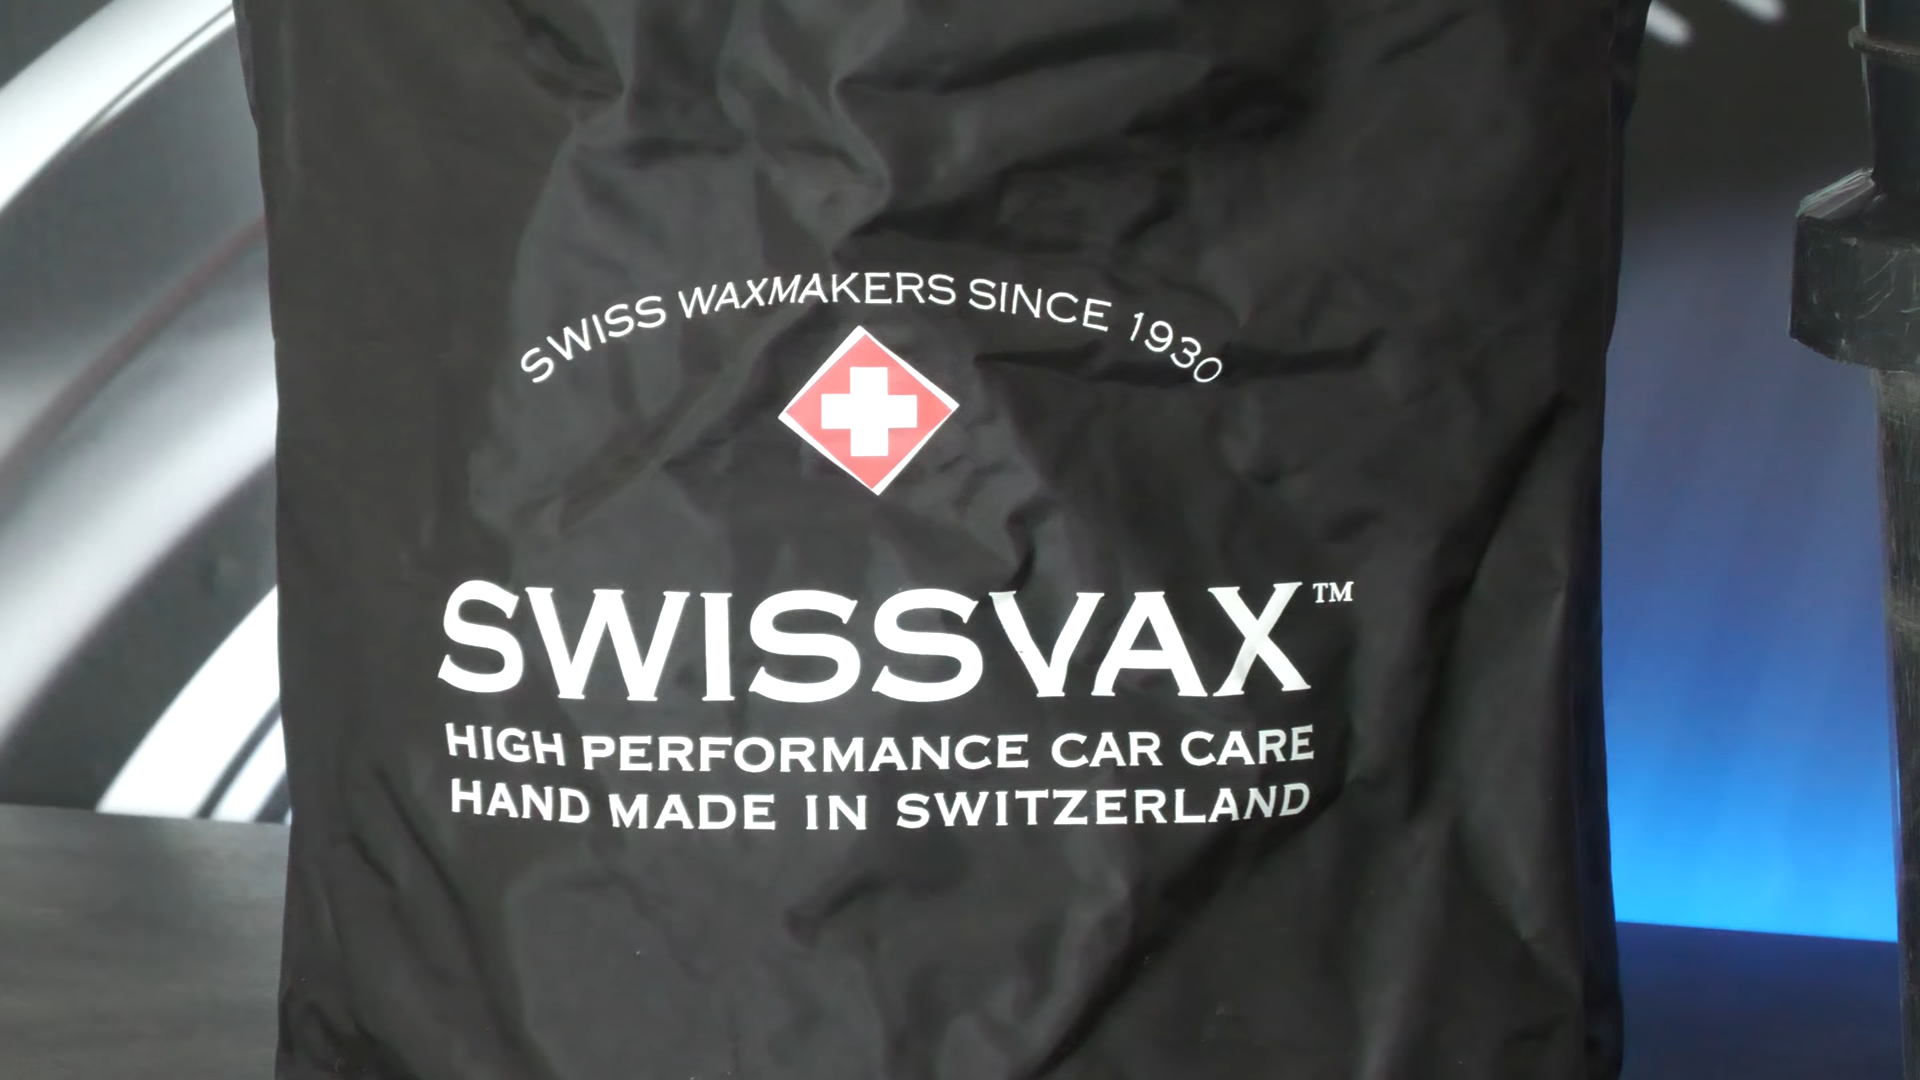 SWISS WAXMAKERS SINCE 1930
SWISSVAX™
HIGH PERFORMANCE CAR CARE
HAND MADE IN SWITZERLAND